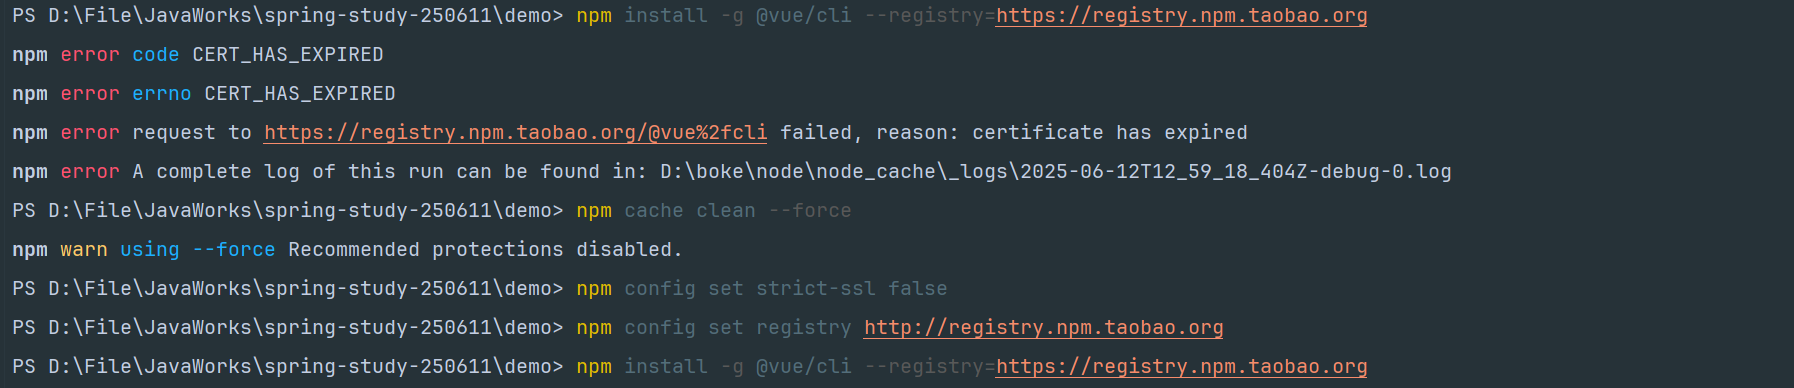 PS D:\File\JavaWorks\spring-study-250611\demo> npm install -g @vue/cli --registry=https://registry.npm.taobao.org
npm error code CERT_HAS_EXPIRED
npm error errno CERT_HAS_EXPIRED
npm error request to https://registry.npm.taobao.org/@vue%2fcli failed, reason: certificate has expired
npm error A complete log of this run can be found in: D:\boke\node\node_cache\_logs\2025-06-12T12_59_18_404Z-debug-0.log
PS D:\File\JavaWorks\spring-study-250611\demo> npm cache clean --force
npm warn using --force Recommended protections disabled.
PS D:\File\JavaWorks\spring-study-250611\demo> npm config set strict-ssl false
PS D:\File\JavaWorks\spring-study-250611\demo> npm config set registry http://registry.npm.taobao.org
PS D:\File\JavaWorks\spring-study-250611\demo> npm install -g @vue/cli --registry=https://registry.npm.taobao.org